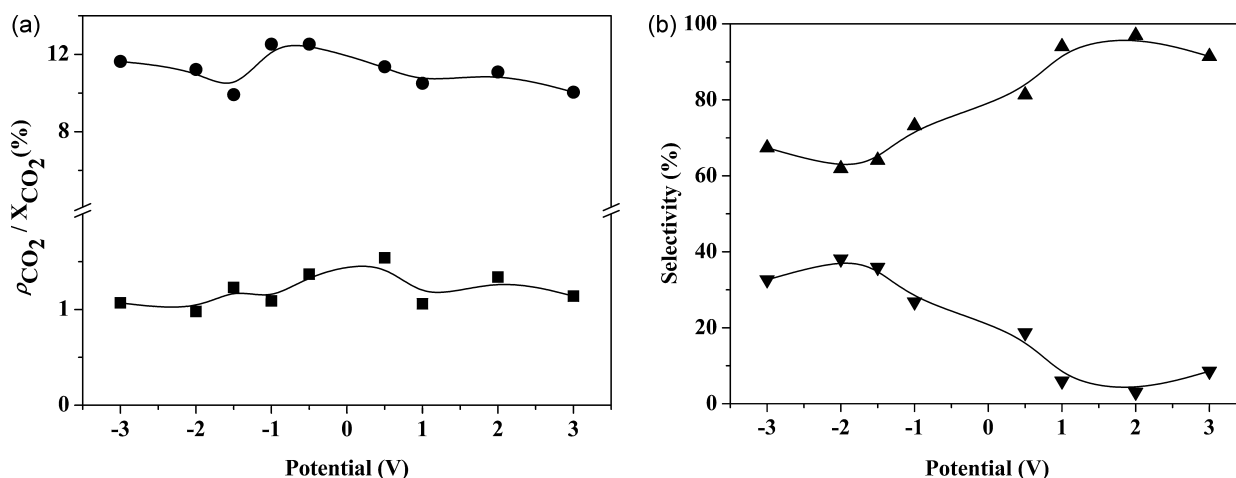 (a)
12
8
1
0
ρCO2 / XCO2 (%)
-3 -2 -1 0 1 2 3
Potential (V)
(b)
100
80
60
40
20
0
Selectivity (%)
-3 -2 -1 0 1 2 3
Potential (V)